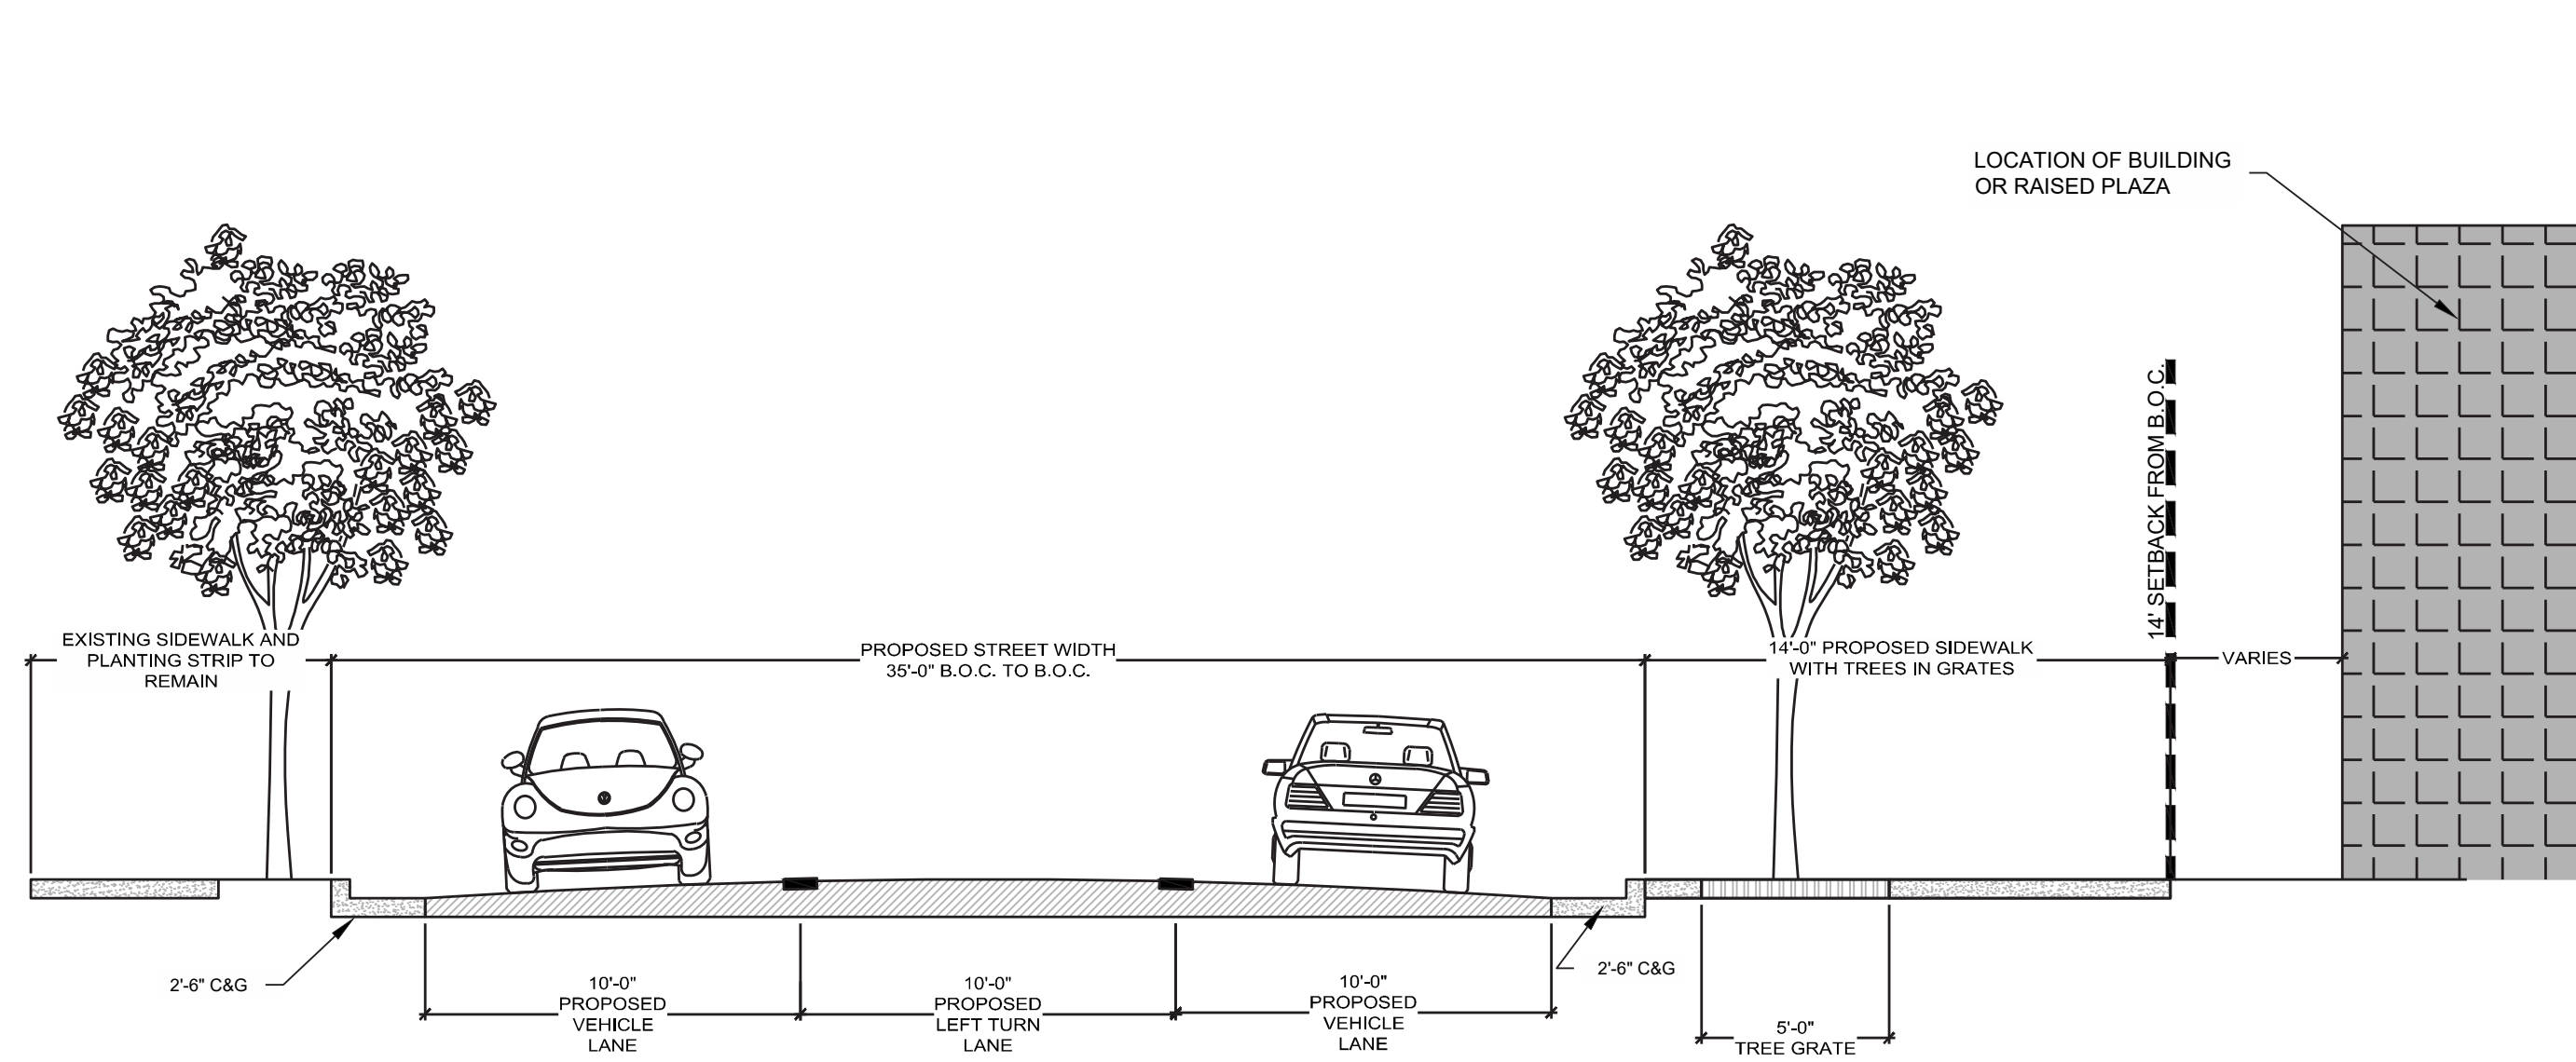 LOCATION OF BUILDING
OR RAISED PLAZA
14' SETBACK FROM B.O.C.
EXISTING SIDEWALK AND
PLANTING STRIP TO
REMAIN
PROPOSED STREET WIDTH
35'-0" B.O.C. TO B.O.C.
14'-0" PROPOSED SIDEWALK
WITH TREES IN GRATES
VARIES
2'-6" C&G
10'-0"
PROPOSED
VEHICLE
LANE
10'-0"
PROPOSED
LEFT TURN
LANE
10'-0"
PROPOSED
VEHICLE
LANE
2'-6" C&G
5'-0"
TREE GRATE